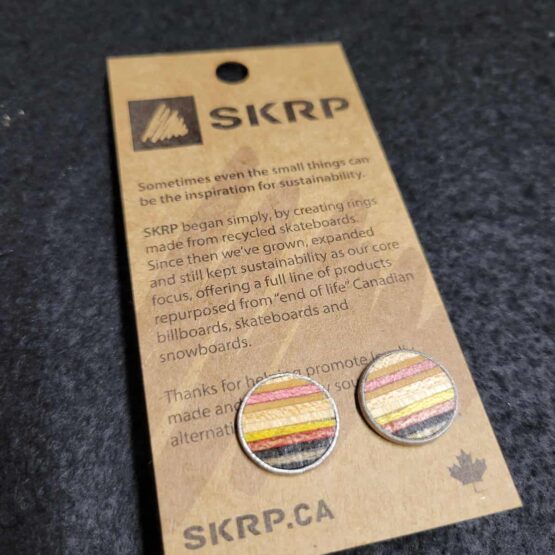 SKRP
Sometimes even the small things can
be the inspiration for sustainability.
SKRP began simply, by creating rings
made from recycled skateboards.
Since then we've grown, expanded
and still kept sustainability as our core
focus, offering a full line of products
repurposed from "end of life" Canadian
billboards, skateboards and
snowboards.
Thanks for helping promote
made and
SKRP.CA